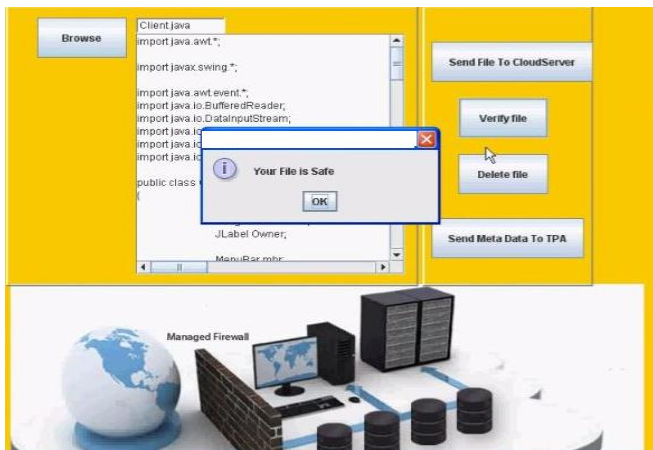 Browse
Client.java
import java.awt.*;
import javax.swing.*;
import java.awt.event.*;
import java.io.BufferedReader;
import java.io.DataInputStream;
import java.io
import java.io
import java.io
public class
{
JLabel Owner;
MenuBar mbr;
Your File is Safe
OK
Send File To CloudServer
Verify file
Delete file
Send Meta Data To TPA
Managed Firewall